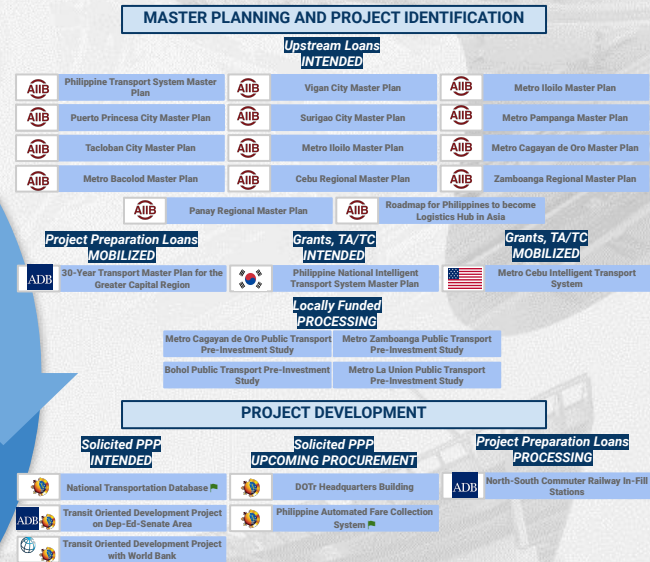 MASTER PLANNING AND PROJECT IDENTIFICATION
Upstream Loans
INTENDED
AIIB
Philippine Transport System Master
Plan
AIIB
Vigan City Master Plan
AIIB
Metro Iloilo Master Plan
AIIB
Puerto Princesa City Master Plan
AIIB
Surigao City Master Plan
AIIB
Metro Pampanga Master Plan
AIIB
Tacloban City Master Plan
AIIB
Metro Iloilo Master Plan
AIIB
Metro Cagayan de Oro Master Plan
AIIB
Metro Bacolod Master Plan
AIIB
Cebu Regional Master Plan
AIIB
Zamboanga Regional Master Plan
AIIB
Panay Regional Master Plan
AIIB
Roadmap for Philippines to become
Logistics Hub in Asia
Project Preparation Loans
MOBILIZED
Grants, TA/TC
INTENDED
Grants, TA/TC
MOBILIZED
ADB
30-Year Transport Master Plan for the
Greater Capital Region
Philippine National Intelligent
Transport System Master Plan
Metro Cebu Intelligent Transport
System
Locally Funded
PROCESSING
Metro Cagayan de Oro Public Transport
Pre-Investment Study
Metro Zamboanga Public Transport
Pre-Investment Study
Bohol Public Transport Pre-Investment
Study
Metro La Union Public Transport
Pre-Investment Study
PROJECT DEVELOPMENT
Solicited PPP
INTENDED
Solicited PPP
UPCOMING PROCUREMENT
Project Preparation Loans
PROCESSING
National Transportation Database
DOTr Headquarters Building
ADB
North-South Commuter Railway In-Fill
Stations
ADB
Transit Oriented Development Project
on Dep-Ed-Senate Area
Philippine Automated Fare Collection
System
Transit Oriented Development Project
with World Bank